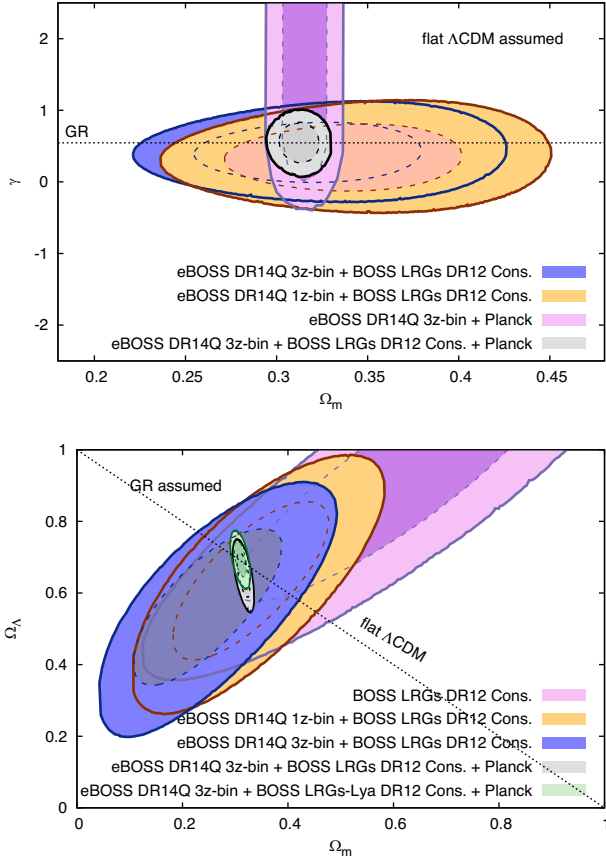 2
1
0
-1
-2
γ
GR
flat ΛCDM assumed
eBOSS DR14Q 3z-bin + BOSS LRGs DR12 Cons.
eBOSS DR14Q 1z-bin + BOSS LRGs DR12 Cons.
eBOSS DR14Q 3z-bin + Planck
eBOSS DR14Q 3z-bin + BOSS LRGs DR12 Cons. + Planck
0.2 0.25 0.3 0.35 0.4 0.45
Ωm
1
0.8
0.6
0.4
0.2
0
ΩΛ
GR assumed
flat ΛCDM
BOSS LRGs DR12 Cons.
eBOSS DR14Q 1z-bin + BOSS LRGs DR12 Cons.
eBOSS DR14Q 3z-bin + BOSS LRGs DR12 Cons.
eBOSS DR14Q 3z-bin + BOSS LRGs DR12 Cons. + Planck
eBOSS DR14Q 3z-bin + BOSS LRGs-Lya DR12 Cons. + Planck
0 0.2 0.4 0.6 0.8 1
Ωm